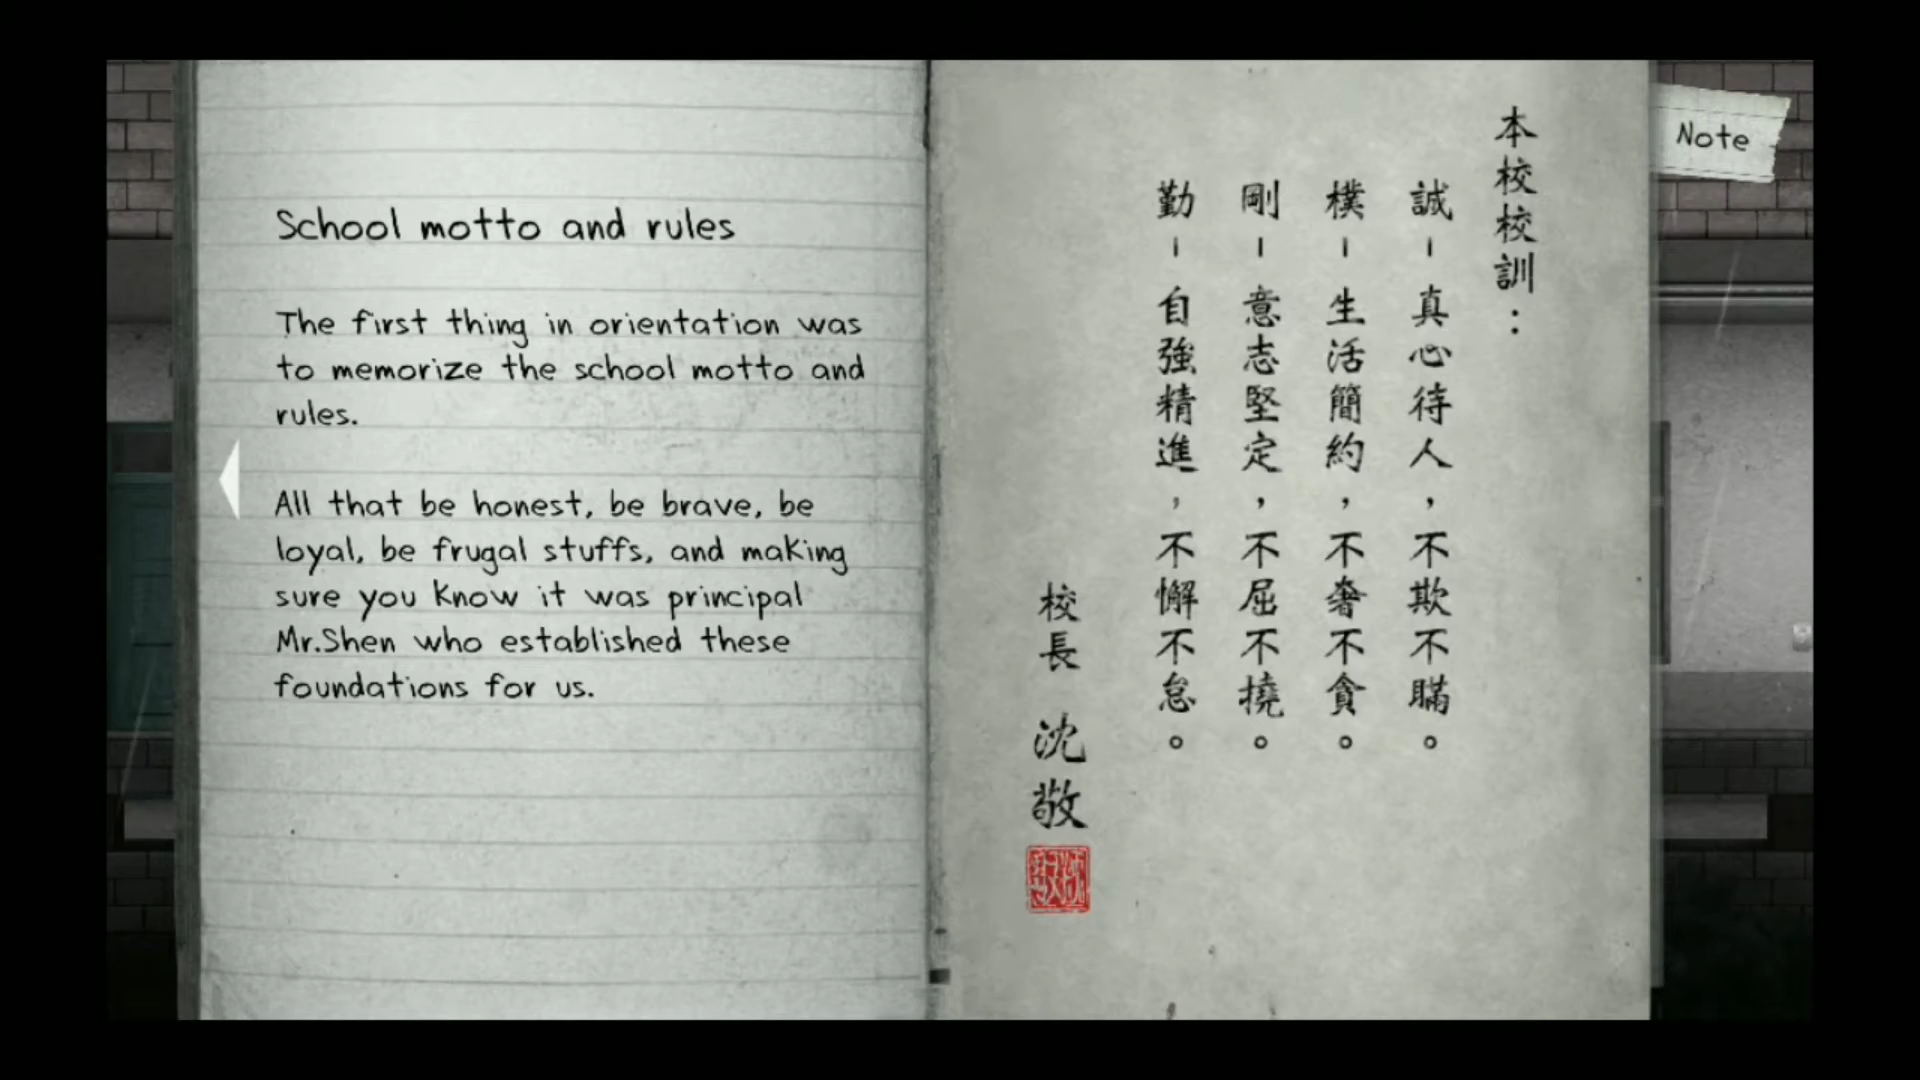 School motto and rules
The first thing in orientation was
to memorize the school motto and
rules.
All that be honest, be brave, be
loyal, be frugal stuffs, and making
sure you know it was principal
Mr.Shen who established these
foundations for us.
本校校訓：
誠－真心待人，不欺不瞞。
樸－生活簡約，不奢不貪。
剛－意志堅定，不屈不撓。
勤－自強精進，不懈不怠。
校長 沈敬
Note